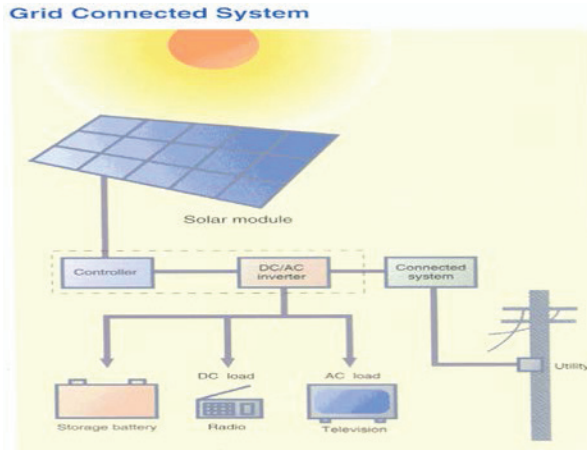 Grid Connected System
Solar module
Controller
DC/AC
inverter
Connected
system
DC load
AC load
Utility
Storage battery
Radio
Television